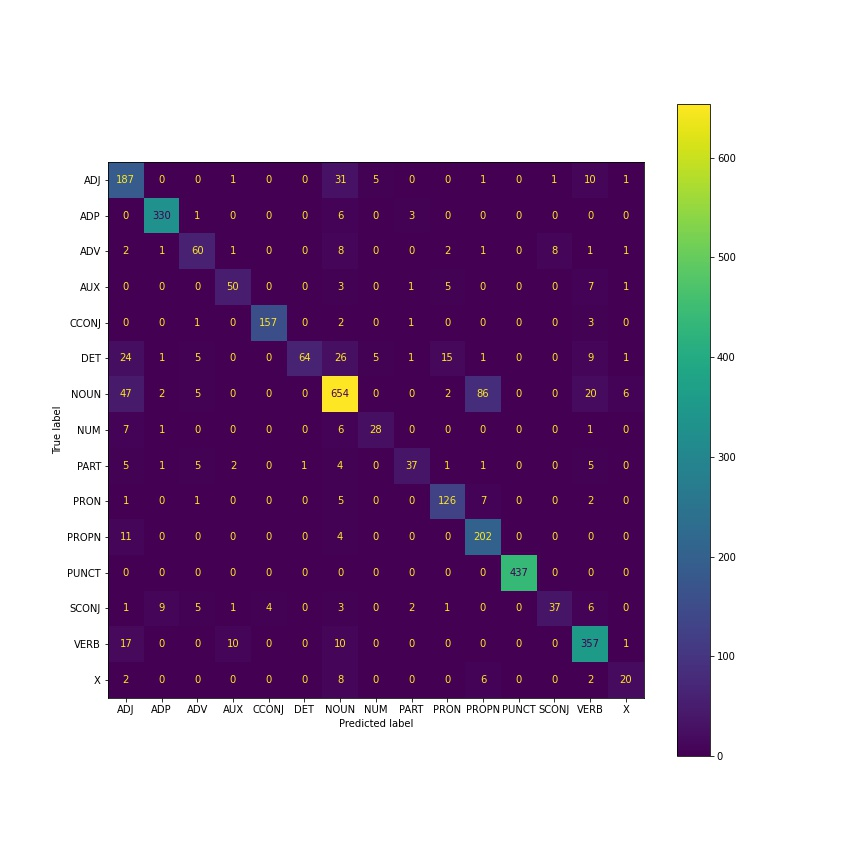 ADJ 187 0 0 1 0 0 31 5 0 0 1 0 1 10 1
ADP 0 330 1 0 0 0 6 0 3 0 0 0 0 0 0
ADV 2 1 60 1 0 0 8 0 0 2 1 0 8 1 1
AUX 0 0 0 50 0 0 3 0 1 5 0 0 0 7 1
CCONJ 0 0 1 0 157 0 2 0 1 0 0 0 0 3 0
DET 24 1 5 0 0 64 26 5 1 15 1 0 0 9 1
NOUN 47 2 5 0 0 0 654 0 0 2 86 0 0 20 6
NUM 7 1 0 0 0 0 6 28 0 0 0 0 0 1 0
PART 5 1 5 2 0 1 4 0 37 1 1 0 0 5 0
PRON 1 0 1 0 0 0 5 0 0 126 7 0 0 2 0
PROPN 11 0 0 0 0 0 4 0 0 0 202 0 0 0 0
PUNCT 0 0 0 0 0 0 0 0 0 0 0 437 0 0 0
SCONJ 1 9 5 1 4 0 3 0 2 1 0 0 37 6 0
VERB 17 0 0 10 0 0 10 0 0 0 0 0 0 357 1
X 2 0 0 0 0 0 8 0 0 0 6 0 0 2 20
ADJ ADP ADV AUX CCONJ DET NOUN NUM PART PRON PROPN PUNCT SCONJ VERB X
Predicted label
True label
600
500
400
300
200
100
0